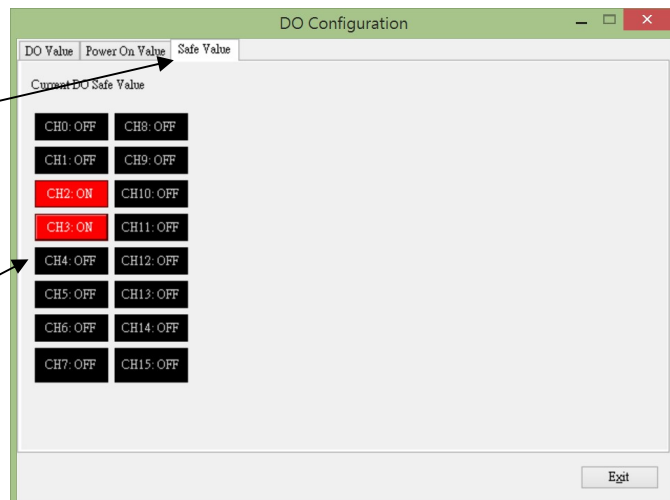 DO Configuration
DO Value Power On Value Safe Value
Current DO Safe Value
CH0: OFF CH8: OFF
CH1: OFF CH9: OFF
CH2: ON CH10: OFF
CH3: ON CH11: OFF
CH4: OFF CH12: OFF
CH5: OFF CH13: OFF
CH6: OFF CH14: OFF
CH7: OFF CH15: OFF
Exit